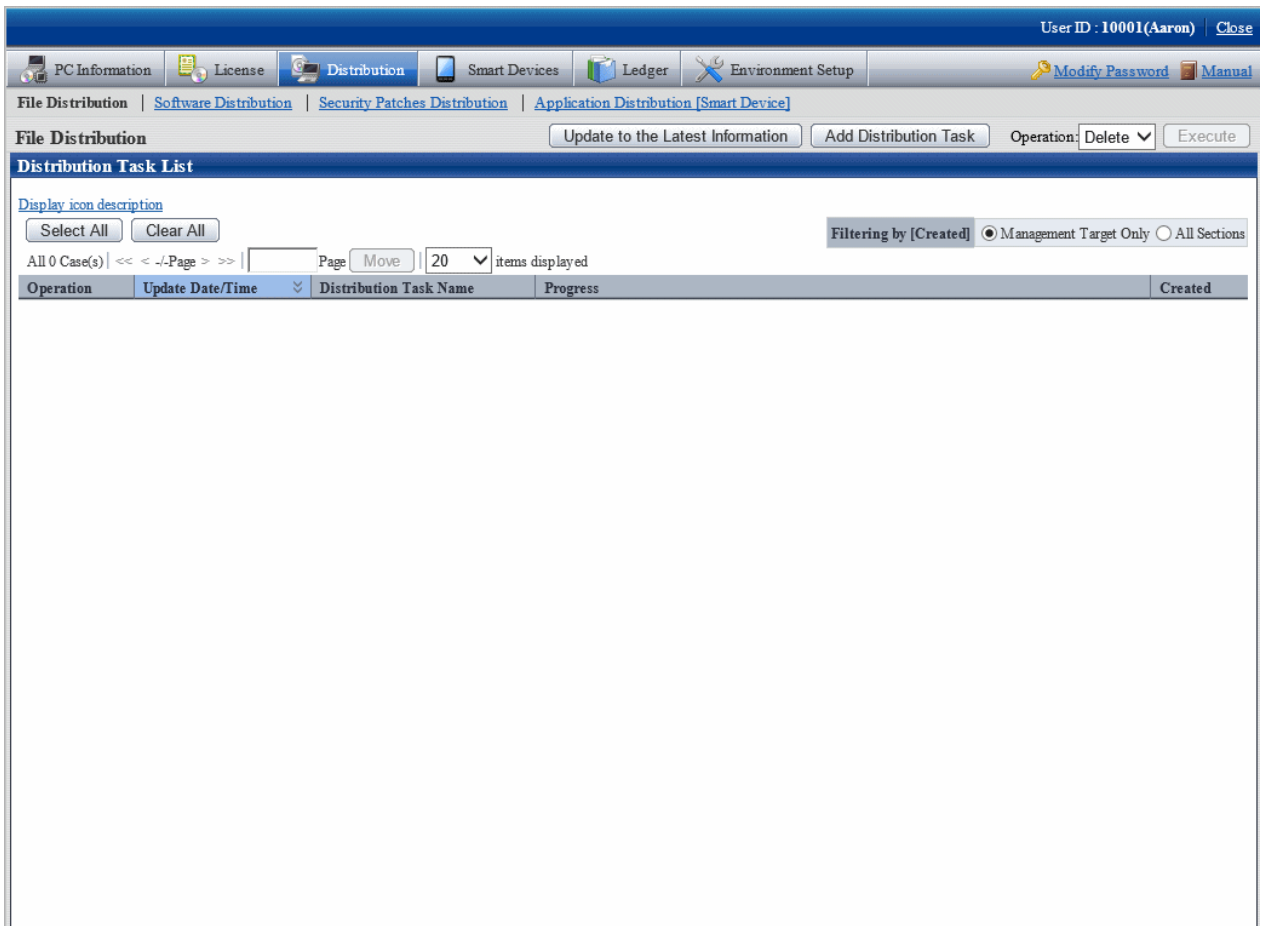 User ID : 10001(Aaron) Close
PC Information License Distribution Smart Devices Ledger Environment Setup Modify Password Manual
File Distribution | Software Distribution | Security Patches Distribution | Application Distribution [Smart Device]
File Distribution Update to the Latest Information Add Distribution Task Operation: Delete Execute
Distribution Task List
Display icon description
Select All Clear All Filtering by [Created] Management Target Only All Sections
All 0 Case(s) | << < -/-Page > >> | Page Move | 20 items displayed
Operation Update Date/Time Distribution Task Name Progress Created